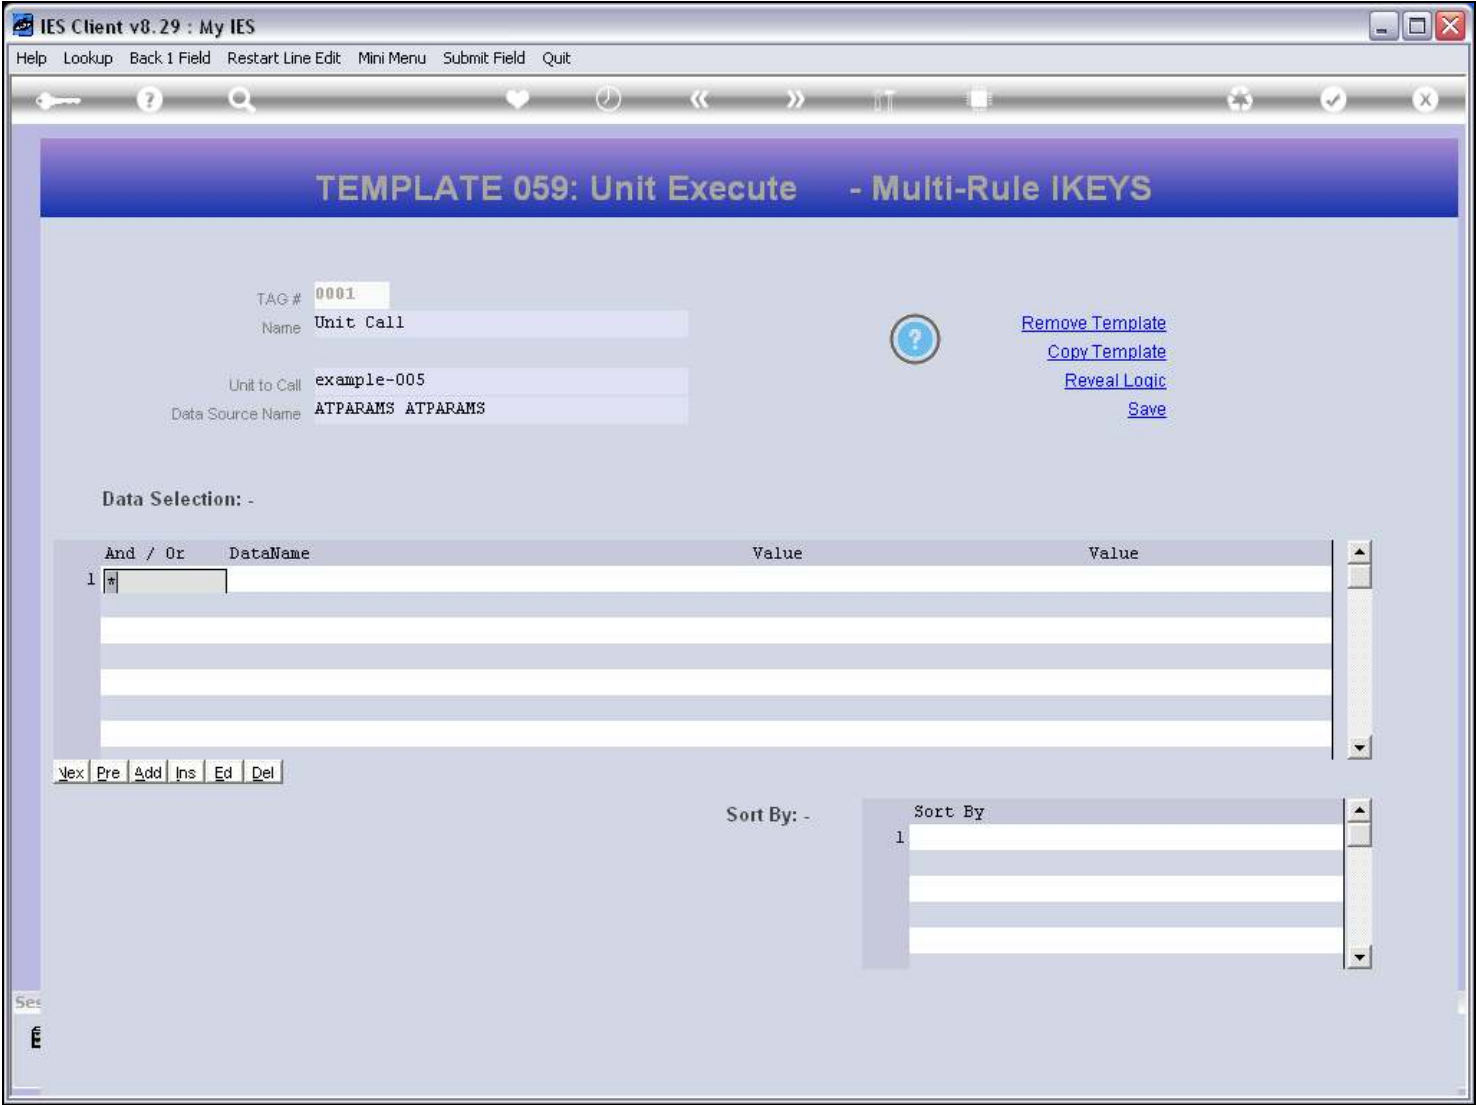 IES Client v8.29 : My IES
Help Lookup Back 1 Field Restart Line Edit Mini Menu Submit Field Quit
TEMPLATE 059: Unit Execute - Multi-Rule IKEYS
TAG # 0001
Name Unit Call
Remove Template
Copy Template
Unit to Call example-005
Reveal Logic
Data Source Name ATPARAMS ATPARAMS
Save
Data Selection: -
And / Or DataName Value Value
1 *
Nex Pre Add Ins Ed Del
Sort By: -
Sort By
1
Ses